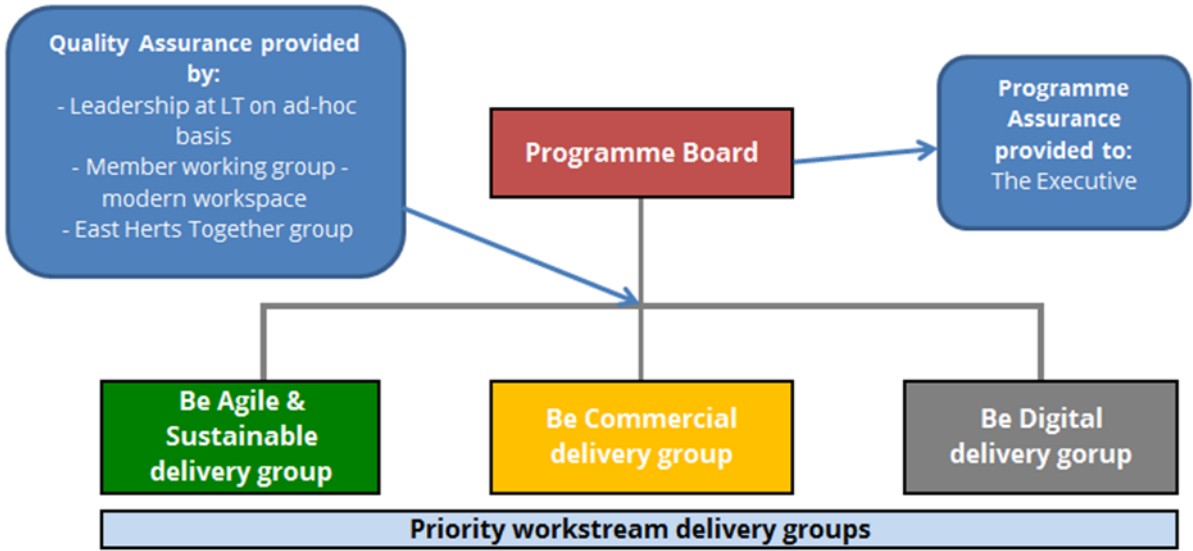 Quality Assurance provided
by:
- Leadership at LT on ad-hoc
basis
- Member working group -
modern workspace
- East Herts Together group
Programme Board
Programme
Assurance
provided to:
The Executive
Be Agile &
Sustainable
delivery group
Be Commercial
delivery group
Be Digital
delivery gorup
Priority workstream delivery groups